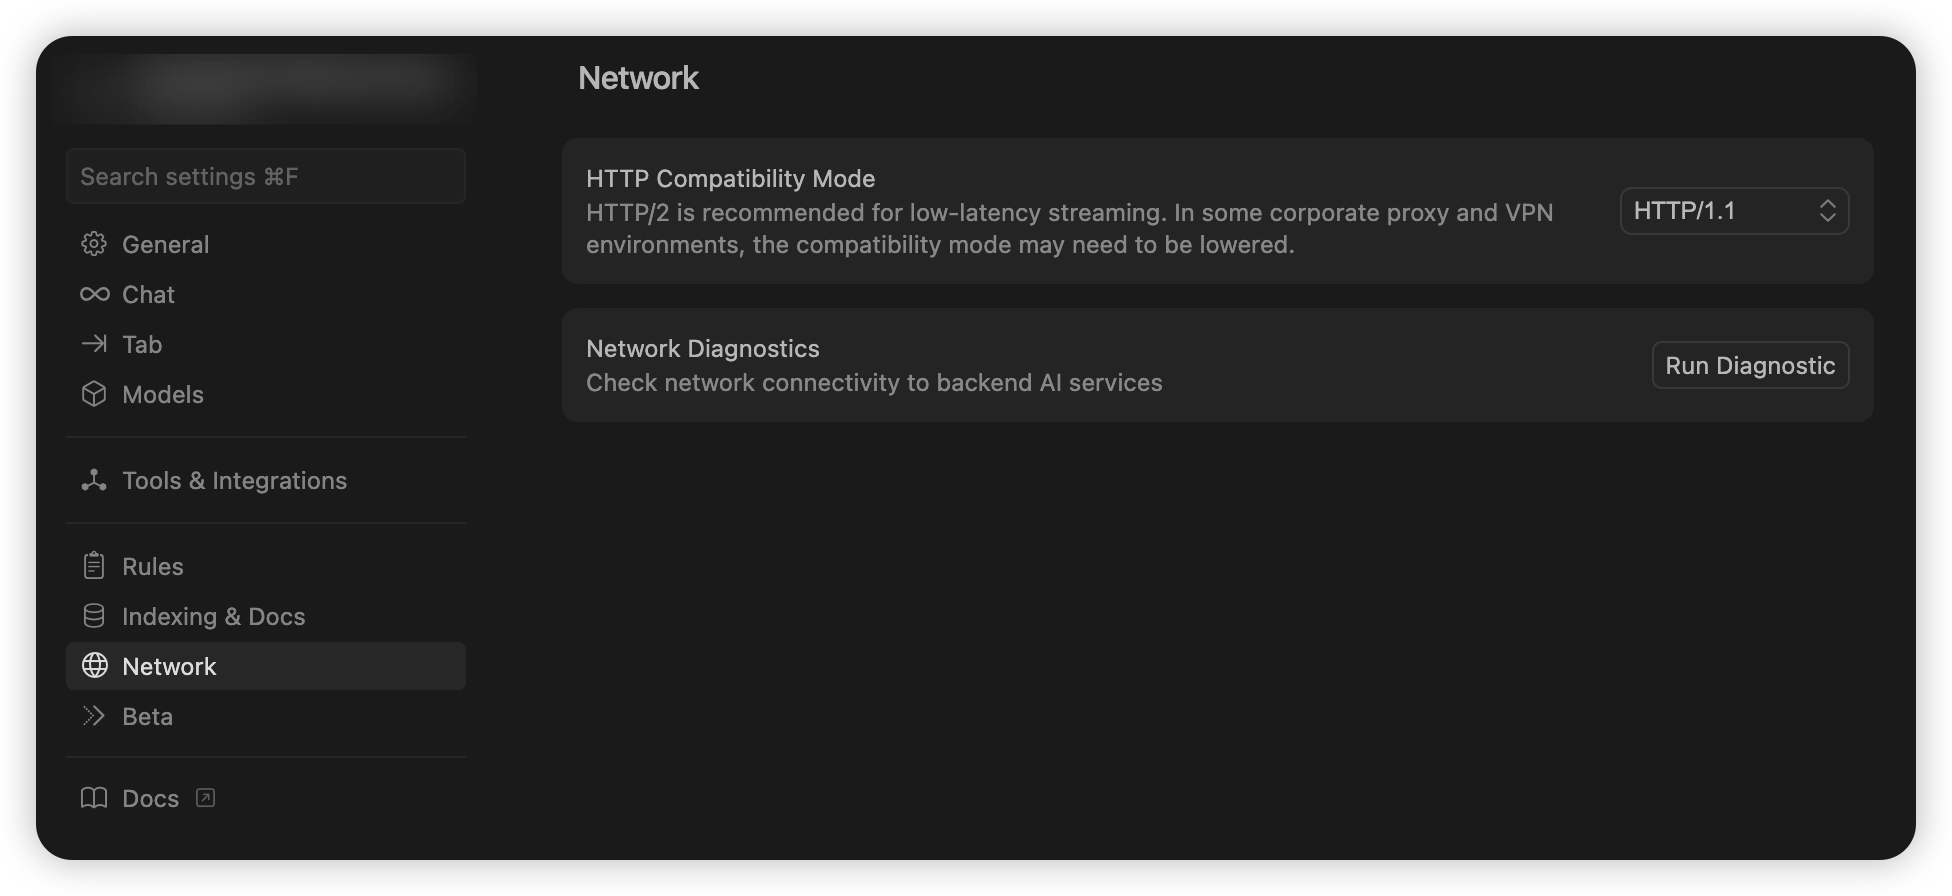 Search settings ⌘F
General
Chat
Tab
Models
Tools & Integrations
Rules
Indexing & Docs
Network
Beta
Docs
Network
HTTP Compatibility Mode
HTTP/2 is recommended for low-latency streaming. In some corporate proxy and VPN
environments, the compatibility mode may need to be lowered.
HTTP/1.1
Network Diagnostics
Check network connectivity to backend AI services
Run Diagnostic